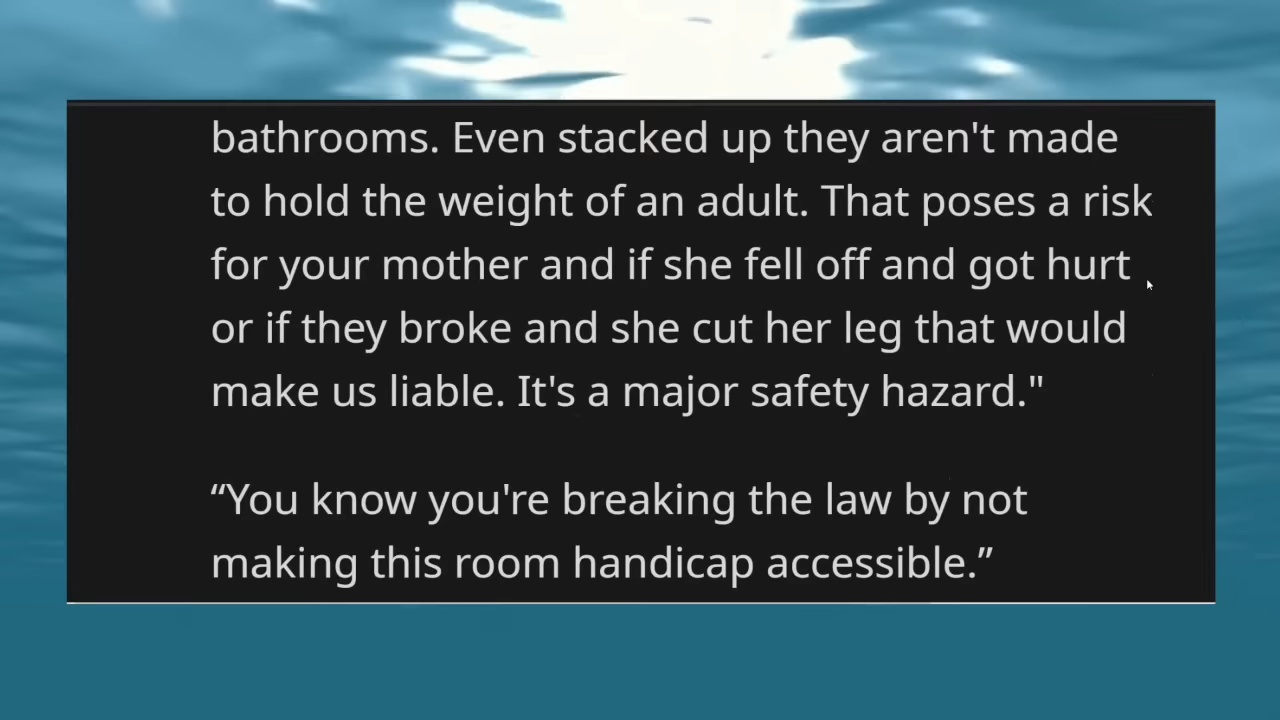 bathrooms. Even stacked up they aren't made
to hold the weight of an adult. That poses a risk
for your mother and if she fell off and got hurt
or if they broke and she cut her leg that would
make us liable. It's a major safety hazard."
“You know you're breaking the law by not
making this room handicap accessible.”